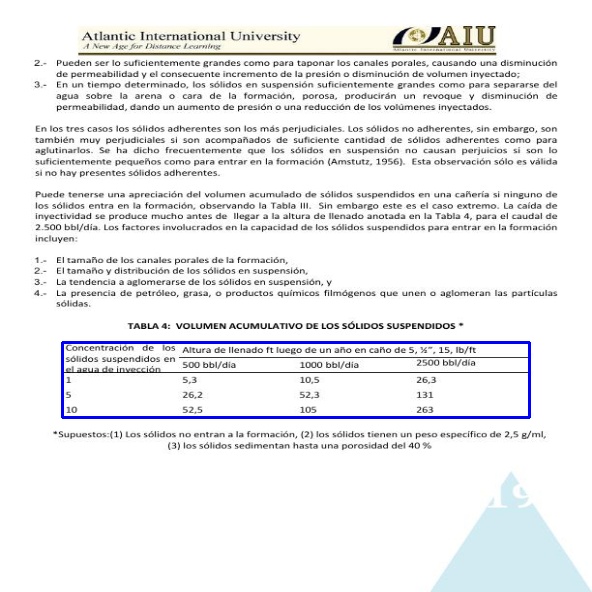 Atlantic International University
A New Age for Distance Learning
AIU
Atlantic International University
2.- Pueden ser lo suficientemente grandes como para taponar los canales porales, causando una disminución
de permeabilidad y el consecuente incremento de la presión o disminución de volumen inyectado;
3.- En un tiempo determinado, los sólidos en suspensión suficientemente grandes como para separarse del
agua sobre la arena o cara de la formación, porosa, producirán un revoque y disminución de
permeabilidad, dando un aumento de presión o una reducción de los volúmenes inyectados.
En los tres casos los sólidos adherentes son los más perjudiciales. Los sólidos no adherentes, sin embargo, son
también muy perjudiciales si son acompañados de suficiente cantidad de sólidos adherentes como para
aglutinarlos. Se ha dicho frecuentemente que los sólidos en suspensión no causan perjuicios si son lo
suficientemente pequeños como para entrar en la formación (Amstutz, 1956). Esta observación sólo es válida
si no hay presentes sólidos adherentes.
Puede tenerse una apreciación del volumen acumulado de sólidos suspendidos en una cañería si ninguno de
los sólidos entra en la formación, observando la Tabla III. Sin embargo este es el caso extremo. La caída de
inyectividad se produce mucho antes de llegar a la altura de llenado anotada en la Tabla 4, para el caudal de
2.500 bbl/día. Los factores involucrados en la capacidad de los sólidos suspendidos para entrar en la formación
incluyen:
1.- El tamaño de los canales porales de la formación,
2.- El tamaño y distribución de los sólidos en suspensión,
3.- La tendencia a aglomerarse de los sólidos en suspensión, y
4.- La presencia de petróleo, grasa, o productos químicos filmógenos que unen o aglomeran las partículas
sólidas.
TABLA 4: VOLUMEN ACUMULATIVO DE LOS SÓLIDOS SUSPENDIDOS *
Concentración de los sólidos suspendidos en el agua de inyección Altura de llenado ft luego de un año en caño de 5, ½", 15, lb/ft
500 bbl/día 1000 bbl/día 2500 bbl/día
1 5,3 10,5 26,3
5 26,2 52,3 131
10 52,5 105 263
*Supuestos:(1) Los sólidos no entran a la formación, (2) los sólidos tienen un peso específico de 2,5 g/ml,
(3) los sólidos sedimentan hasta una porosidad del 40 %
19